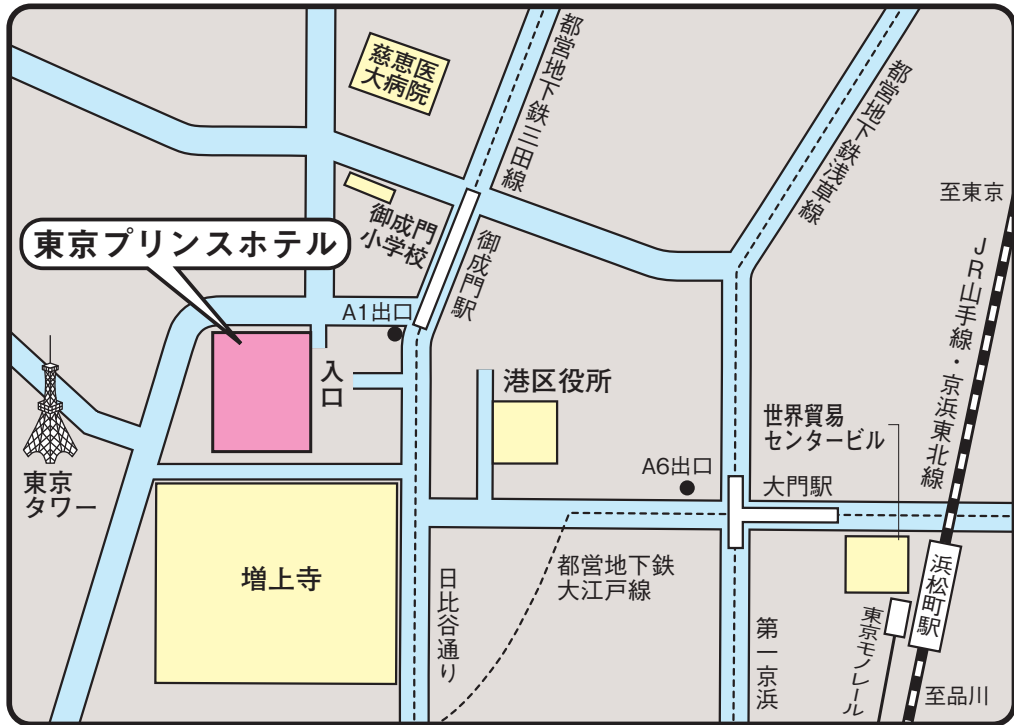 慈恵医
大病院
都営地下鉄三田線
都営地下鉄浅草線
至東京
御成門
小学校
御成門駅
東京プリンスホテル
JR山手線・京浜東北線
A1出口
入口
港区役所
世界貿易
センタービル
東京
タワー
A6出口
大門駅
増上寺
日比谷通り
都営地下鉄
大江戸線
第一京浜
浜松町駅
東京モノレール
至品川